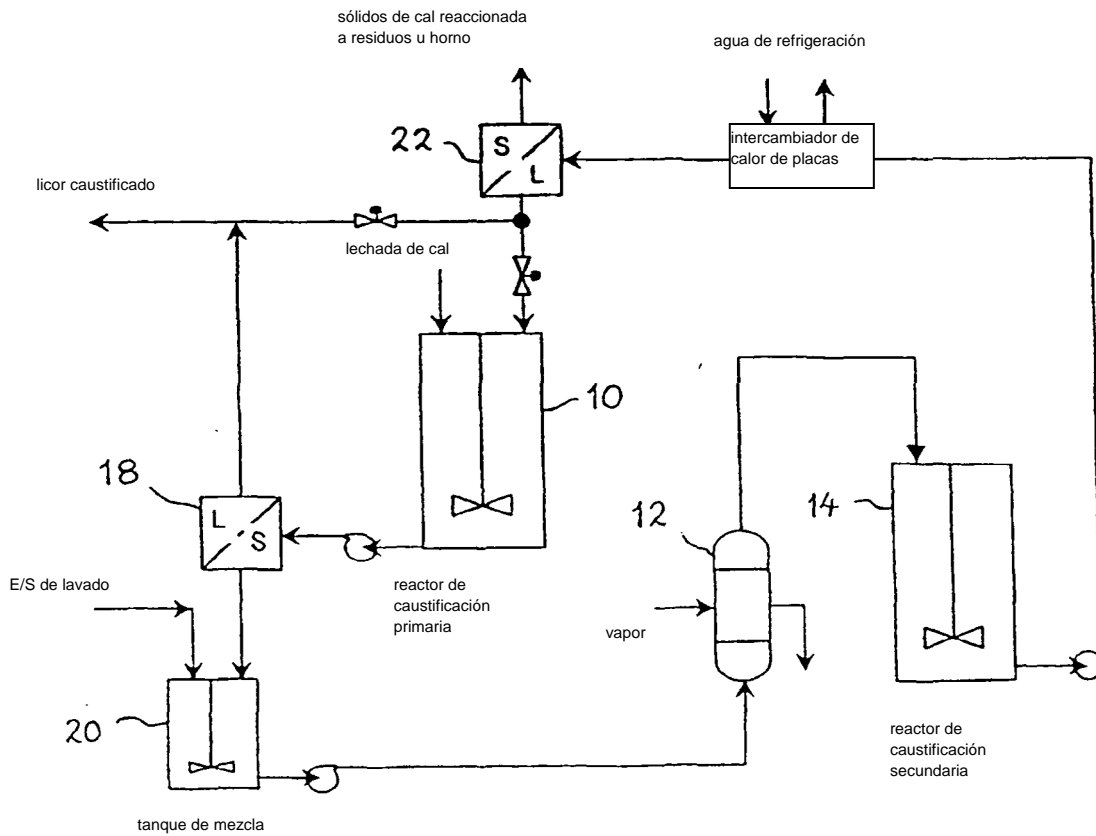 sólidos de cal reaccionada
a residuos u horno
agua de refrigeración
22
S
L
intercambiador de
calor de placas
licor caustificado
lechada de cal
10
18
L
S
12
14
E/S de lavado
reactor de
caustificación
primaria
vapor
20
reactor de
caustificación
secundaria
tanque de mezcla